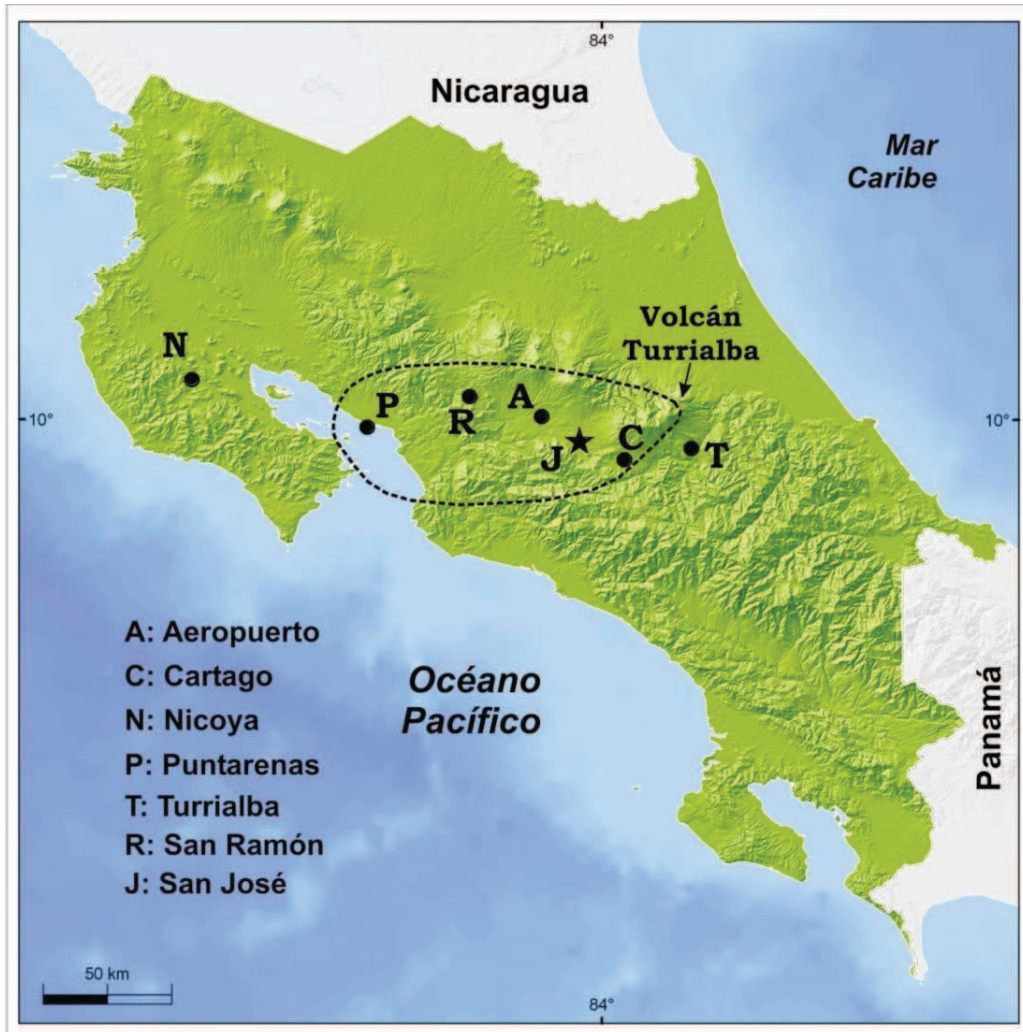 84°
Nicaragua
Mar
Caribe
Volcán
Turrialba
N
P
R
A
J
C
T
10°
10°
A: Aeropuerto
C: Cartago
N: Nicoya
P: Puntarenas
T: Turrialba
R: San Ramón
J: San José
Océano
Pacífico
Panamá
50 km
84°